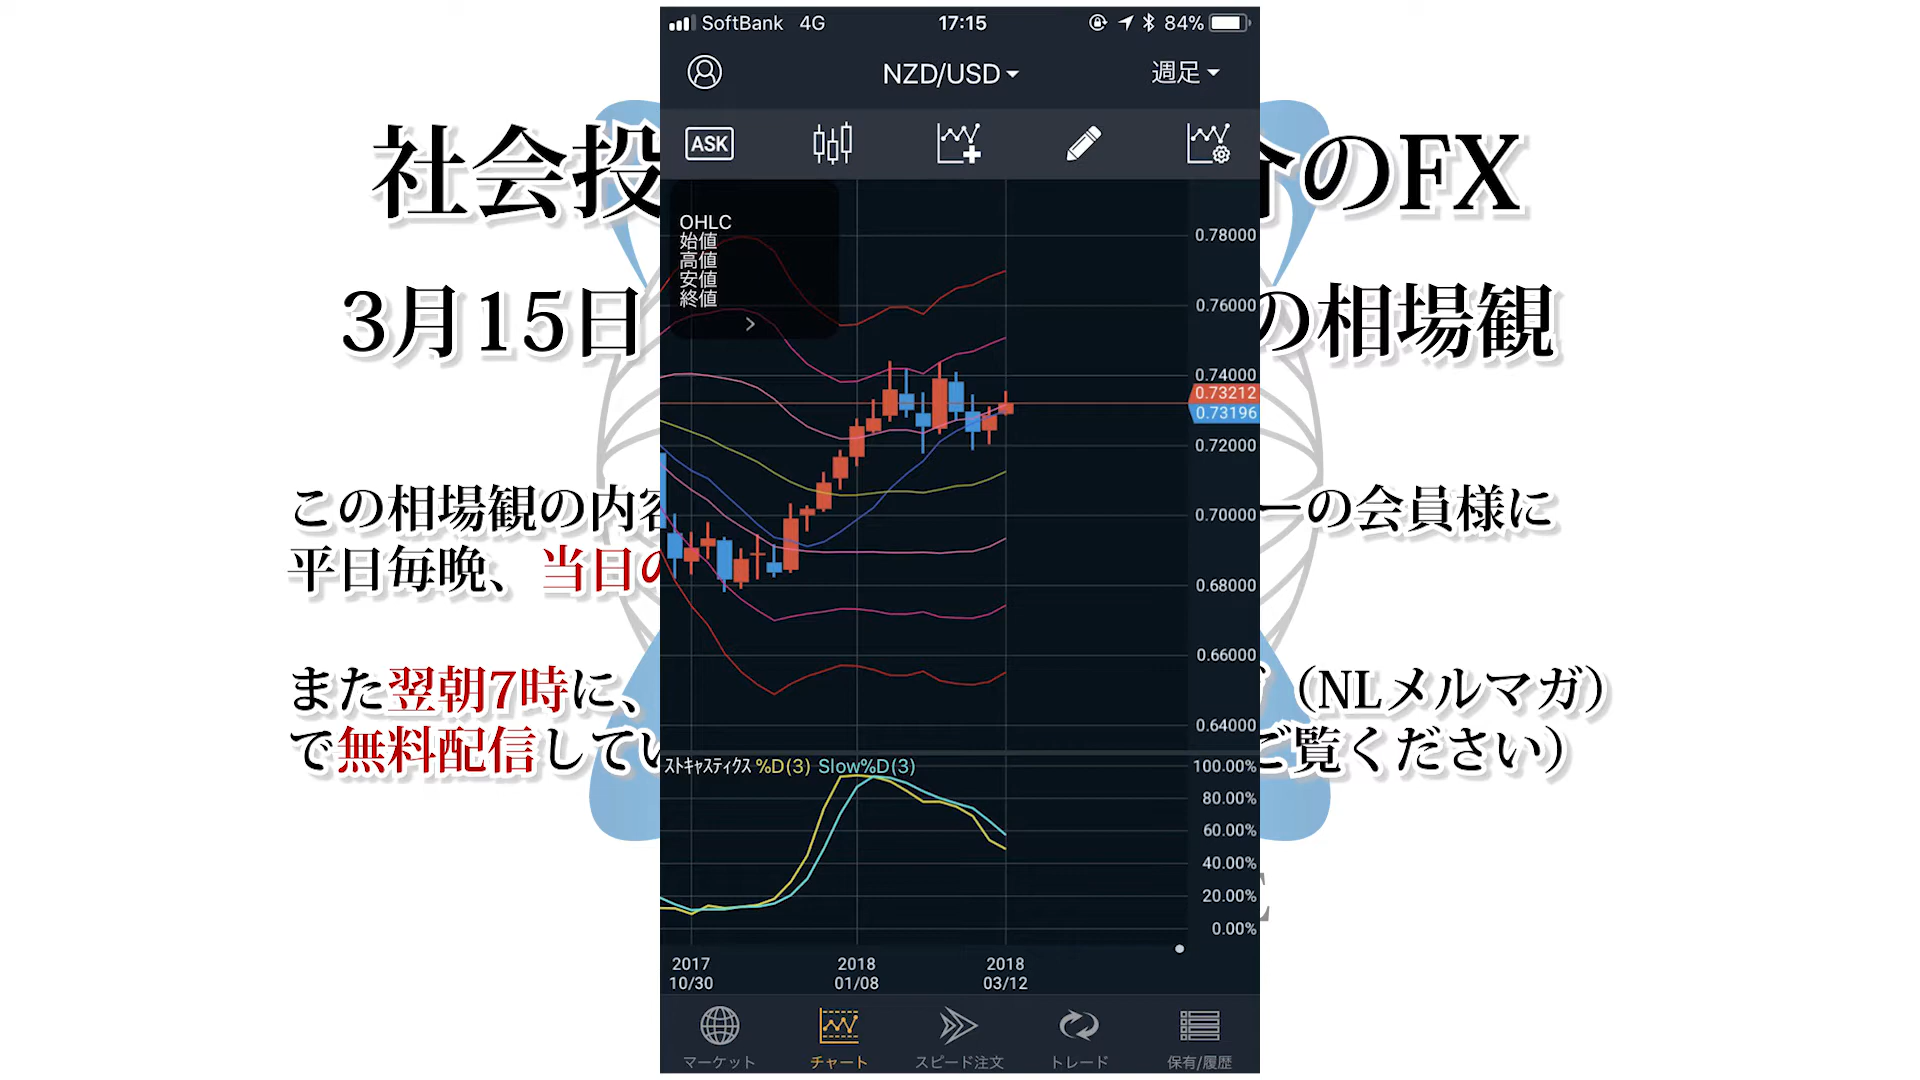 SoftBank 4G 17:15 84%
NZD/USD 週足
ASK
社会投
介のFX
3月15日
の相場観
この相場観の内容
ーの会員様に
平日毎晩、当日の
また翌朝7時に、
（NLメルマガ）
で無料配信してい
ご覧ください）
OHLC
始値
高値
安値
終値
0.78000
0.76000
0.74000
0.73212
0.73196
0.72000
0.70000
0.68000
0.66000
0.64000
ｽﾄｷｬｽﾃｨｸｽ %D(3) Slow%D(3)
100.00%
80.00%
60.00%
40.00%
20.00%
0.00%
2017 2018 2018
10/30 01/08 03/12
マーケット チャート スピード注文 トレード 保有/履歴